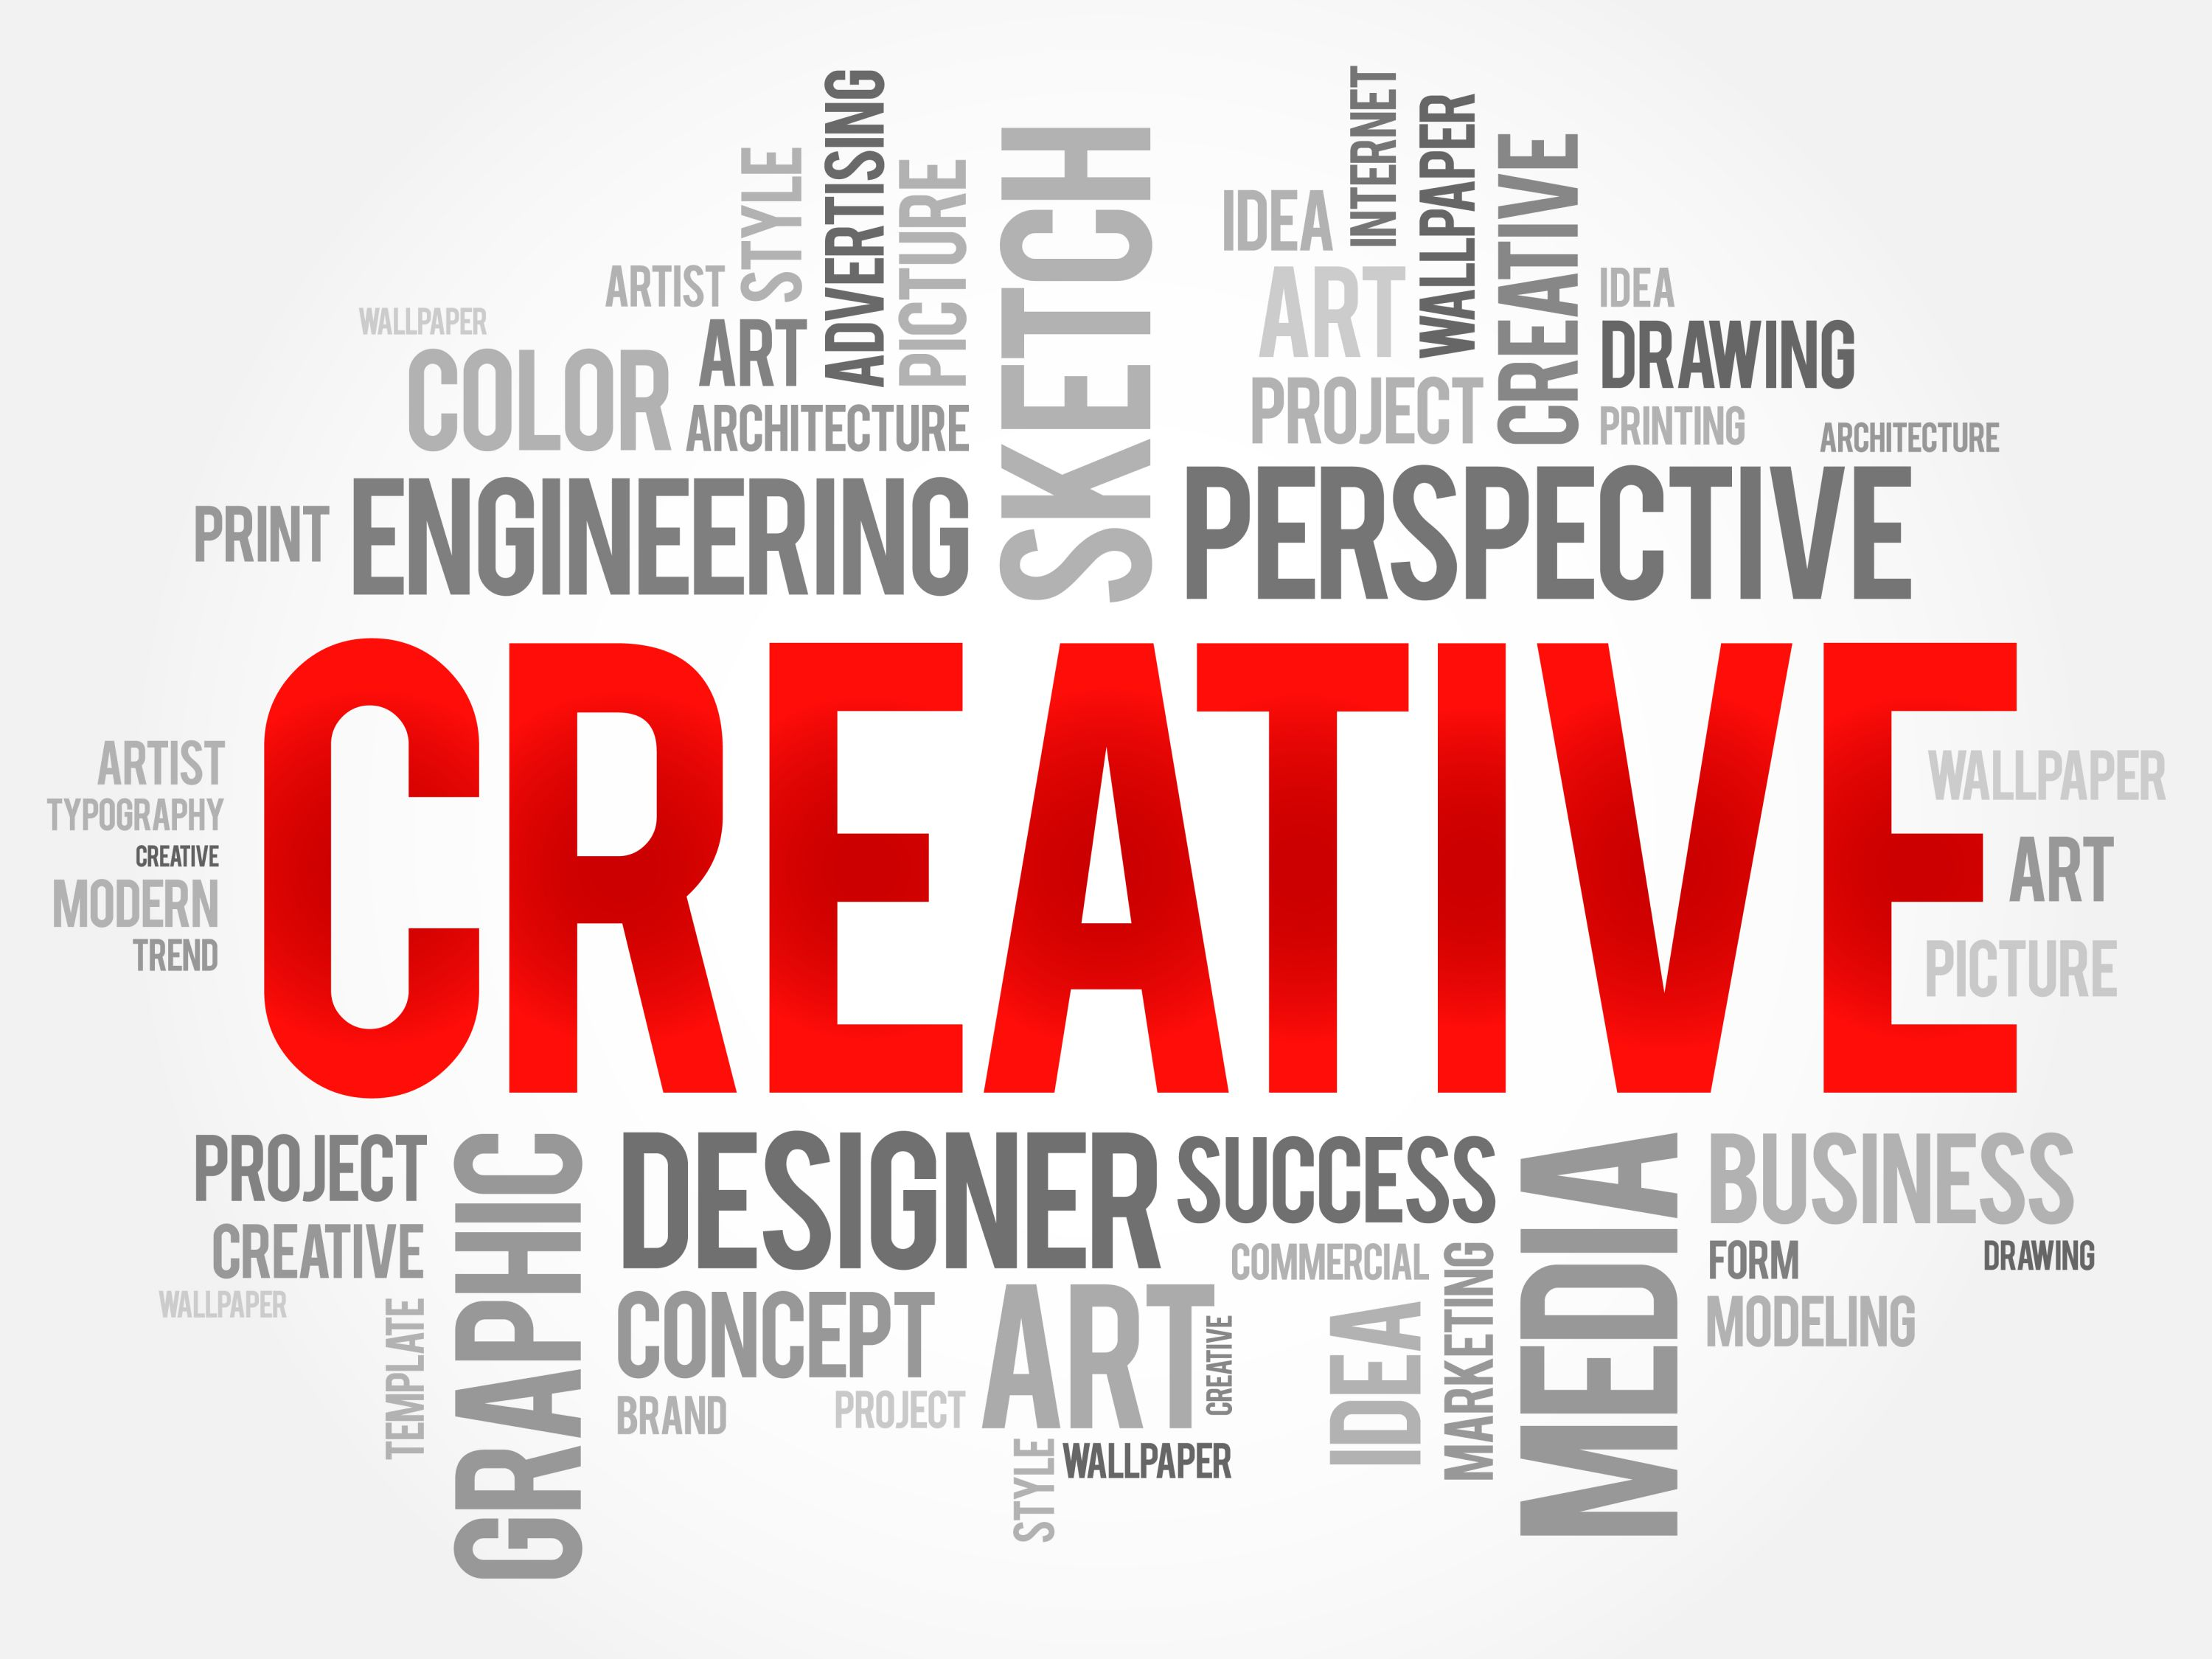 INTERNET
ADVERTISING
WALLPAPER
SKETCH
CREATIVE
STYLE
PICTURE
IDEA
ARTIST
ART
IDEA
WALLPAPER
ART
DRAWING
COLOR
PROJECT
ARCHITECTURE
PRINTING
ARCHITECTURE
PERSPECTIVE
ENGINEERING
PRINT
CREATIVE
ARTIST
WALLPAPER
TYPOGRAPHY
ART
CREATIVE
MODERN
TREND
PICTURE
PROJECT
GRAPHIC
DESIGNER
SUCCESS
MEDIA
BUSINESS
CREATIVE
COMMERCIAL
MARKETING
FORM
DRAWING
WALLPAPER
TEMPLATE
CONCEPT
ART
CREATIVE
IDEA
MODELING
BRAND
PROJECT
STYLE
WALLPAPER